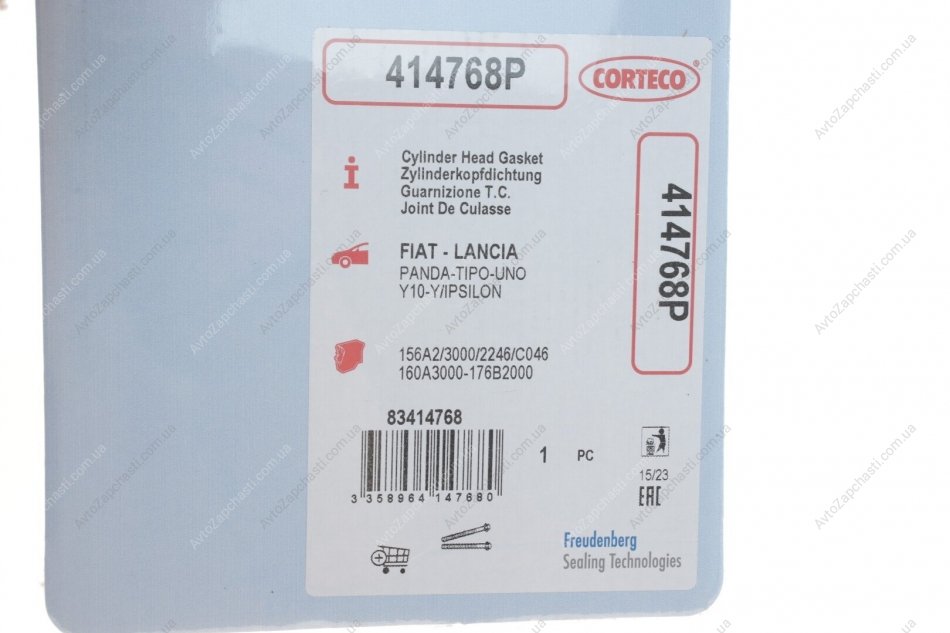 414768P
CORTECO®
Cylinder Head Gasket
Zylinderkopfdichtung
Guarnizione T.C.
Joint De Culasse
414768P
FIAT - LANCIA
PANDA-TIPO-UNO
Y10-Y/IPSILON
156A2/3000/2246/C046
160A3000-176B2000
83414768
3 358964 147680
1 PC
15/23
EAC
Freudenberg
Sealing Technologies
AvtoZapchasti.com.ua